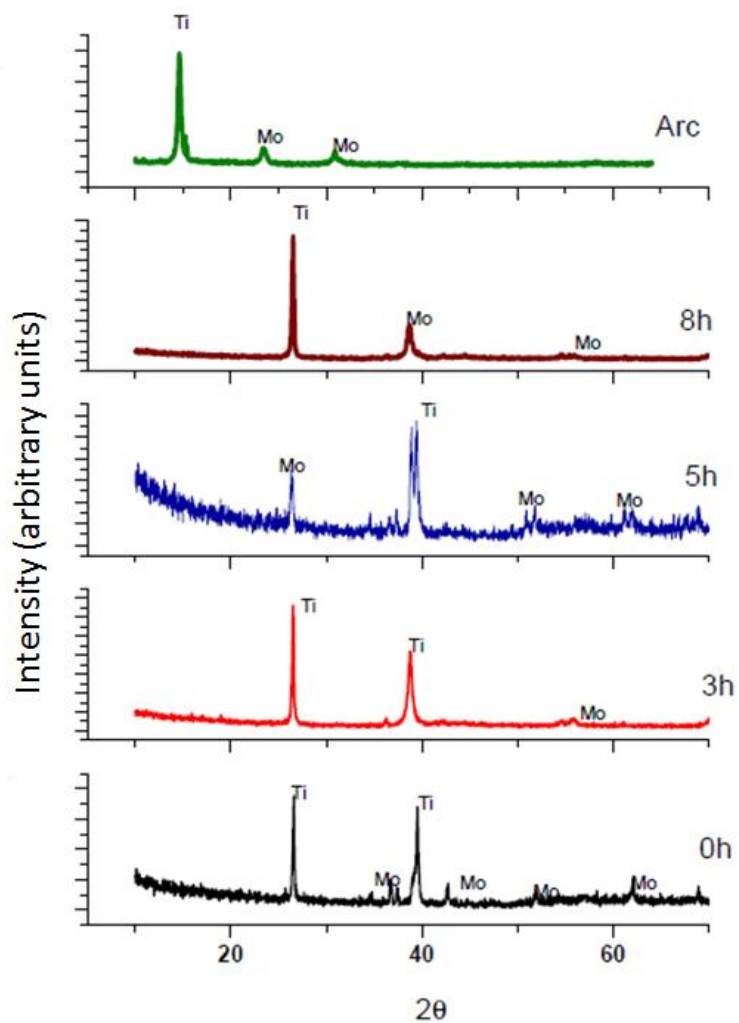 Ti
Mo
Mo
Arc
Ti
Mo
Mo
8h
Ti
Mo
Mo
Mo
5h
Ti
Ti
Mo
3h
Ti
Ti
Mo
Mo
Mo
Mo
0h
20
40
60
2θ
Intensity (arbitrary units)